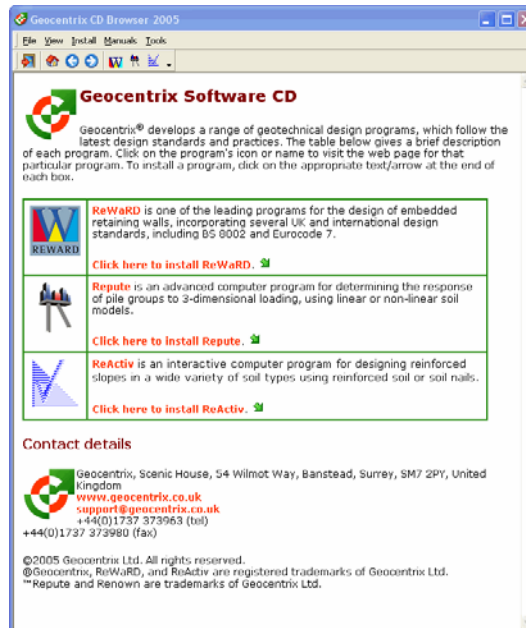 Geocentrix CD Browser 2005
File View Install Manuals Tools
Geocentrix Software CD
Geocentrix® develops a range of geotechnical design programs, which follow the
latest design standards and practices. The table below gives a brief description
of each program. Click on the program's icon or name to visit the web page for that
particular program. To install a program, click on the appropriate text/arrow at the end of
each box.
REWARD
ReWaRD is one of the leading programs for the design of embedded
retaining walls, incorporating several UK and international design
standards, including BS 8002 and Eurocode 7.
Click here to install ReWaRD.
Repute is an advanced computer program for determining the response
of pile groups to 3-dimensional loading, using linear or non-linear soil
models.
Click here to install Repute.
ReActiv is an interactive computer program for designing reinforced
slopes in a wide variety of soil types using reinforced soil or soil nails.
Click here to install ReActiv.
Contact details
Geocentrix, Scenic House, 54 Wilmot Way, Banstead, Surrey, SM7 2PY, United
Kingdom
www.geocentrix.co.uk
support@geocentrix.co.uk
+44(0)1737 373963 (tel)
+44(0)1737 373980 (fax)
©2005 Geocentrix Ltd. All rights reserved.
®Geocentrix, ReWaRD, and ReActiv are registered trademarks of Geocentrix Ltd.
™Repute and Renown are trademarks of Geocentrix Ltd.